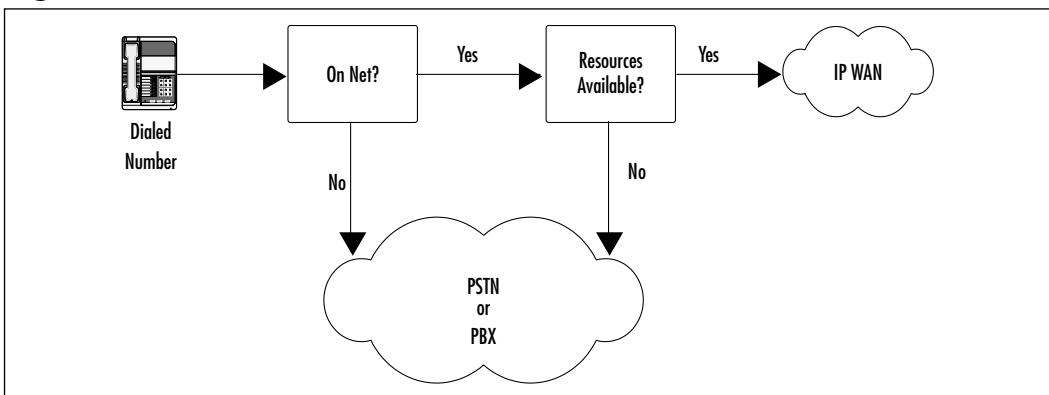 Dialed
Number
On Net?
Yes
Resources
Available?
Yes
IP WAN
No
No
PSTN
or
PBX